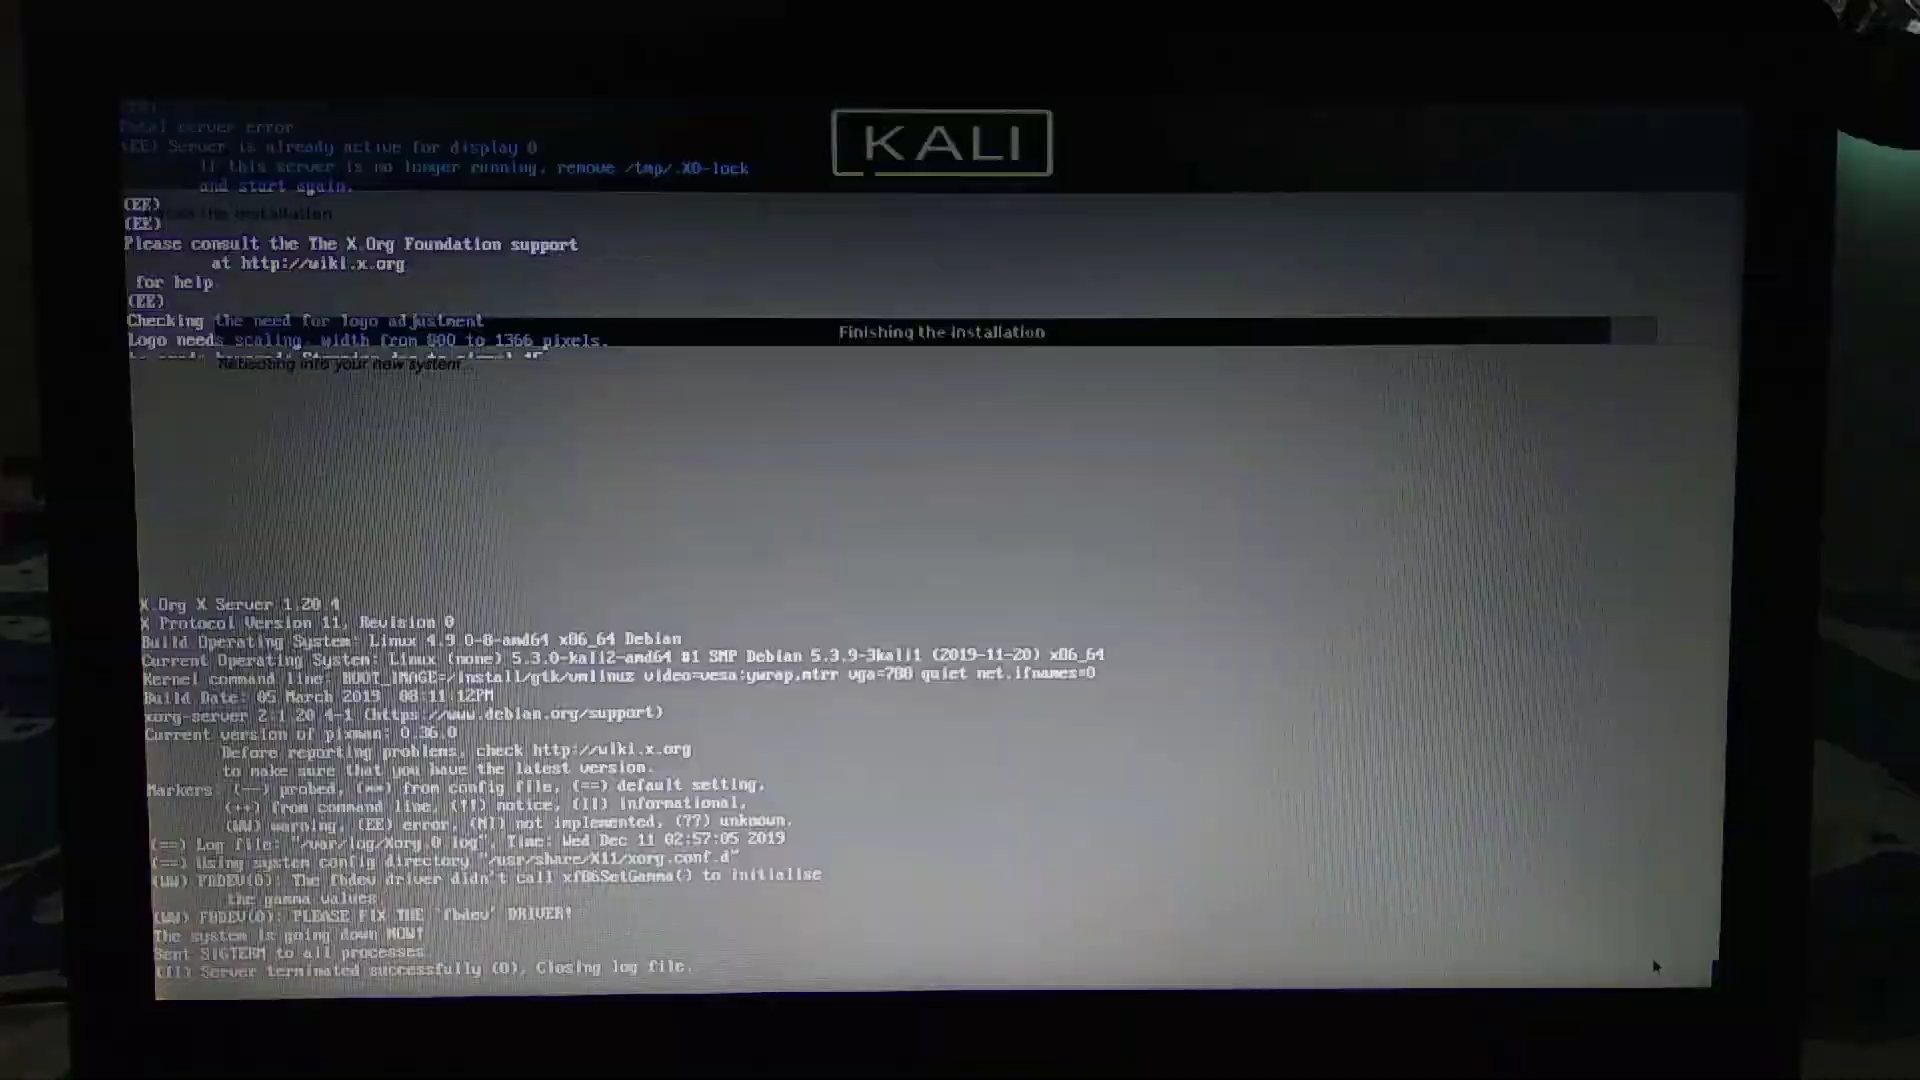 (EE)
Fatal server error
(EE) Server is already active for display 0
If this server is no longer running, remove /tmp/.X0-lock
and start again.
KALI
(EE)
the installation
(EE)
Please consult the The X.Org Foundation support
at http://wiki.x.org
for help
(EE)
Checking the need for logo adjustment
Logo needs scaling, width from 800 to 1366 pixels.
Finishing the installation
Rebooting into your new system...
X.Org X Server 1.20.4
X Protocol Version 11, Revision 0
Build Operating System: Linux 4.9.0-8-amd64 x86_64 Debian
Current Operating System: Linux (none) 5.3.0-kali2-amd64 #1 SMP Debian 5.3.9-3kali1 (2019-11-20) x86_64
Kernel command line: BOOT_IMAGE=/install/gtk/vmlinuz video=vesa:ywrap,mtrr vga=788 quiet net.ifnames=0
Build Date: 05 March 2019 08:11:12PM
xorg-server 2:1.20.4-1 (https://www.debian.org/support)
Current version of pixman: 0.36.0
Before reporting problems, check http://wiki.x.org
to make sure that you have the latest version.
Markers: (--) probed, (**) from config file, (==) default setting,
(++) from command line, (!!) notice, (II) informational,
(WW) warning, (EE) error, (NI) not implemented, (??) unknown.
(==) Log file: "/var/log/Xorg.0.log", Time: Wed Dec 11 02:57:05 2019
(==) Using system config directory "/usr/share/X11/xorg.conf.d"
(WW) FBDEV(0): The fbdev driver didn't call xf86SetGamma() to initialise
the gamma values.
(WW) FBDEV(0): PLEASE FIX THE `fbdev' DRIVER!
The system is going down NOW!
Sent SIGTERM to all processes
(II) Server terminated successfully (0). Closing log file.